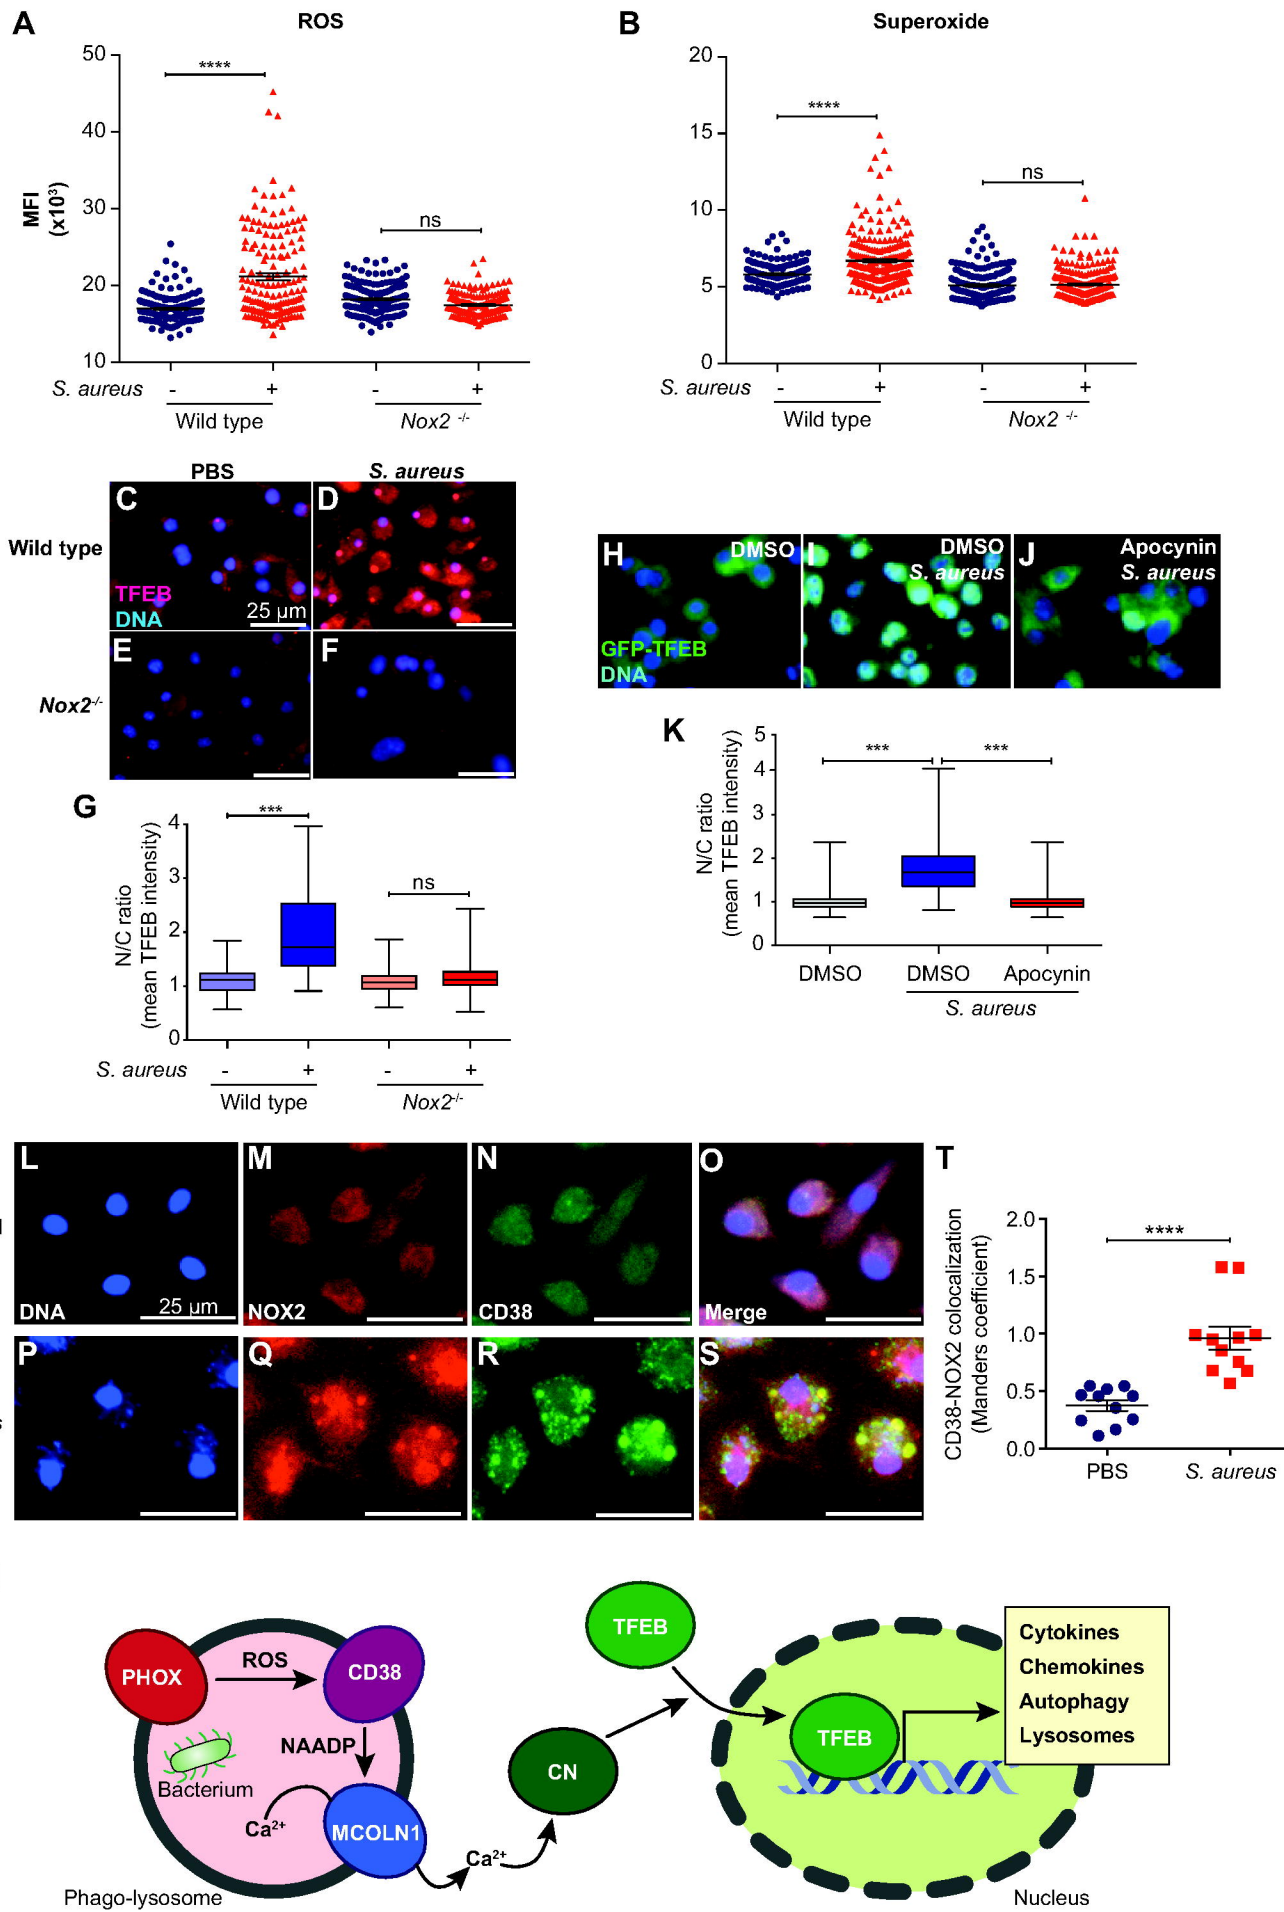 A
ROS
50
40
30
20
10
MFI
(x10³)
****
ns
S. aureus
-
+
-
+
Wild type
Nox2 -/-
B
Superoxide
20
15
10
5
0
****
ns
S. aureus
-
+
-
+
Wild type
Nox2 -/-
PBS
S. aureus
Wild type
Nox2-/-
C
TFEB
DNA
25 µm
D
E
F
H
DMSO
GFP-TFEB
DNA
I
DMSO
S. aureus
J
Apocynin
S. aureus
G
N/C ratio
(mean TFEB intensity)
4
3
2
1
0
***
ns
S. aureus
-
+
-
+
Wild type
Nox2-/-
K
N/C ratio
(mean TFEB intensity)
5
4
3
2
1
0
***
***
DMSO
DMSO
Apocynin
S. aureus
L
DNA
25 µm
M
NOX2
N
CD38
O
Merge
P
Q
R
S
T
CD38-NOX2 colocalization
(Manders coefficient)
2.0
1.5
1.0
0.5
0.0
****
PBS
S. aureus
PHOX
ROS
CD38
NAADP
Bacterium
Ca²⁺
MCOLN1
Phago-lysosome
Ca²⁺
CN
TFEB
TFEB
Nucleus
Cytokines
Chemokines
Autophagy
Lysosomes